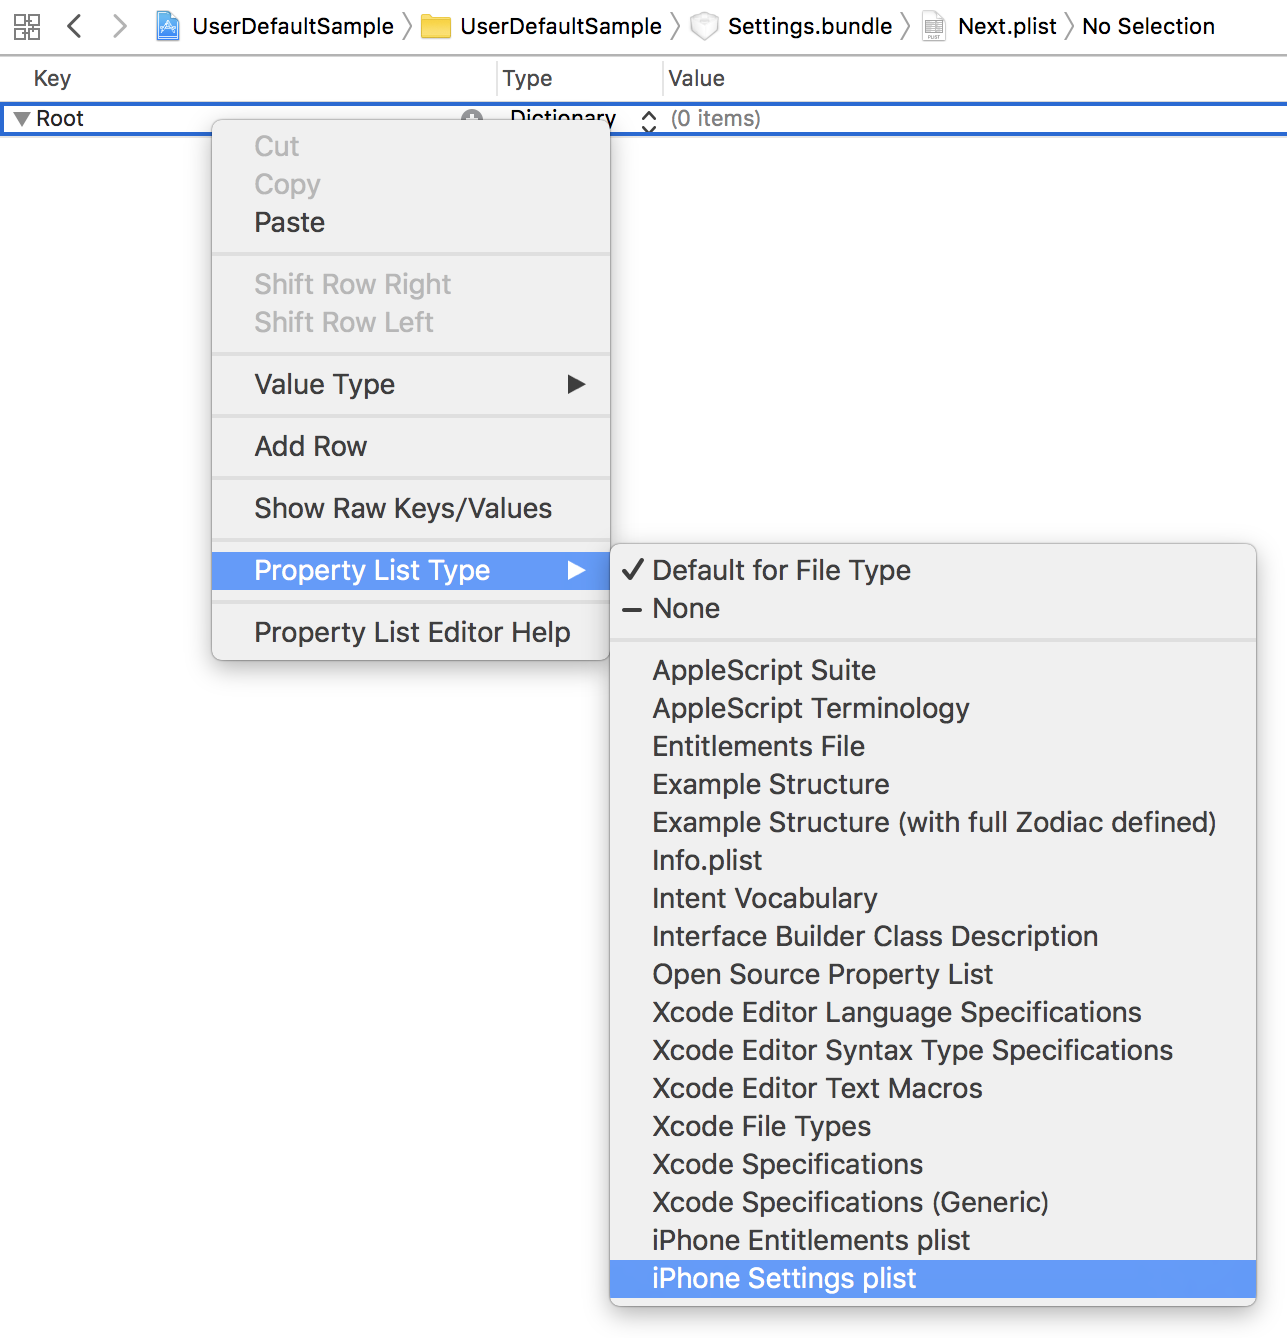 UserDefaultSample UserDefaultSample Settings.bundle Next.plist No Selection
Key Type Value
Root Dictionary (0 items)
Cut
Copy
Paste
Shift Row Right
Shift Row Left
Value Type
Add Row
Show Raw Keys/Values
Property List Type
Property List Editor Help
Default for File Type
None
AppleScript Suite
AppleScript Terminology
Entitlements File
Example Structure
Example Structure (with full Zodiac defined)
Info.plist
Intent Vocabulary
Interface Builder Class Description
Open Source Property List
Xcode Editor Language Specifications
Xcode Editor Syntax Type Specifications
Xcode Editor Text Macros
Xcode File Types
Xcode Specifications
Xcode Specifications (Generic)
iPhone Entitlements plist
iPhone Settings plist